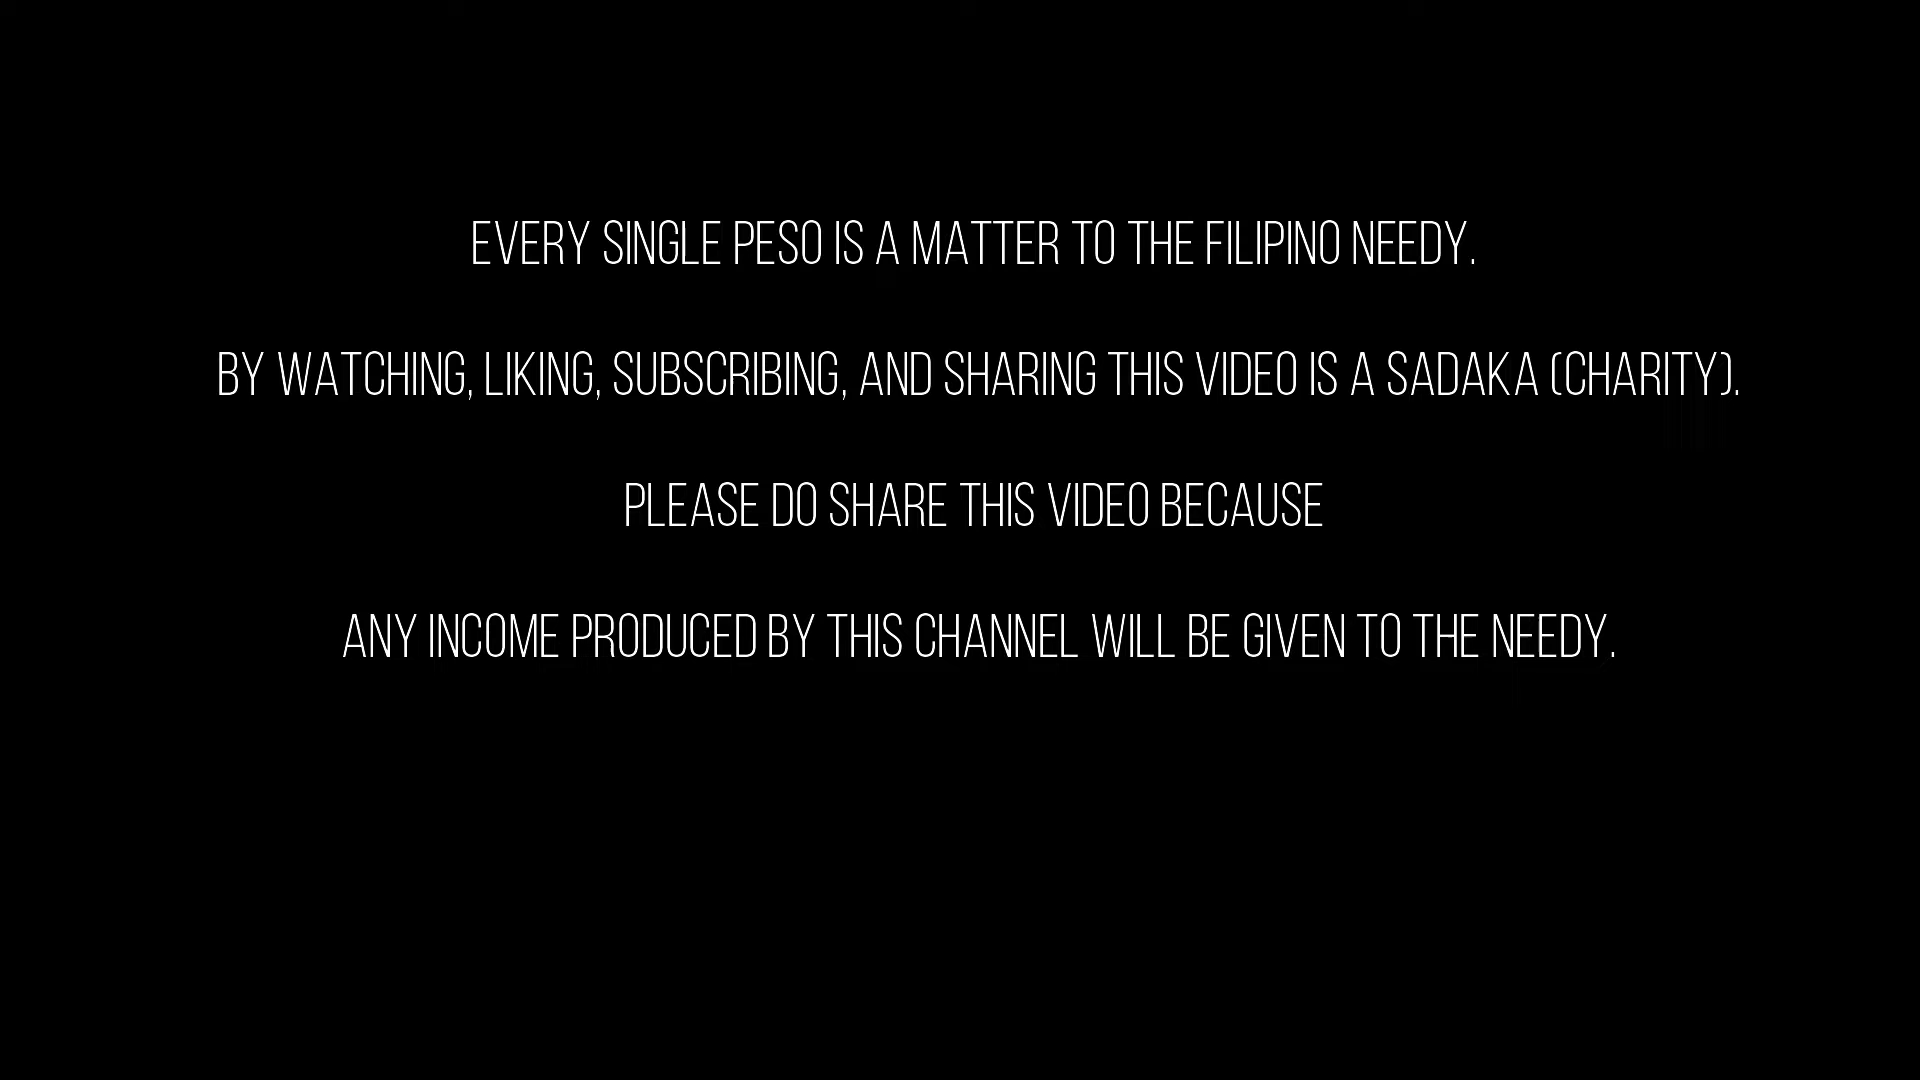 EVERY SINGLE PESO IS A MATTER TO THE FILIPINO NEEDY.
BY WATCHING, LIKING, SUBSCRIBING, AND SHARING THIS VIDEO IS A SADAKA (CHARITY).
PLEASE DO SHARE THIS VIDEO BECAUSE
ANY INCOME PRODUCED BY THIS CHANNEL WILL BE GIVEN TO THE NEEDY.